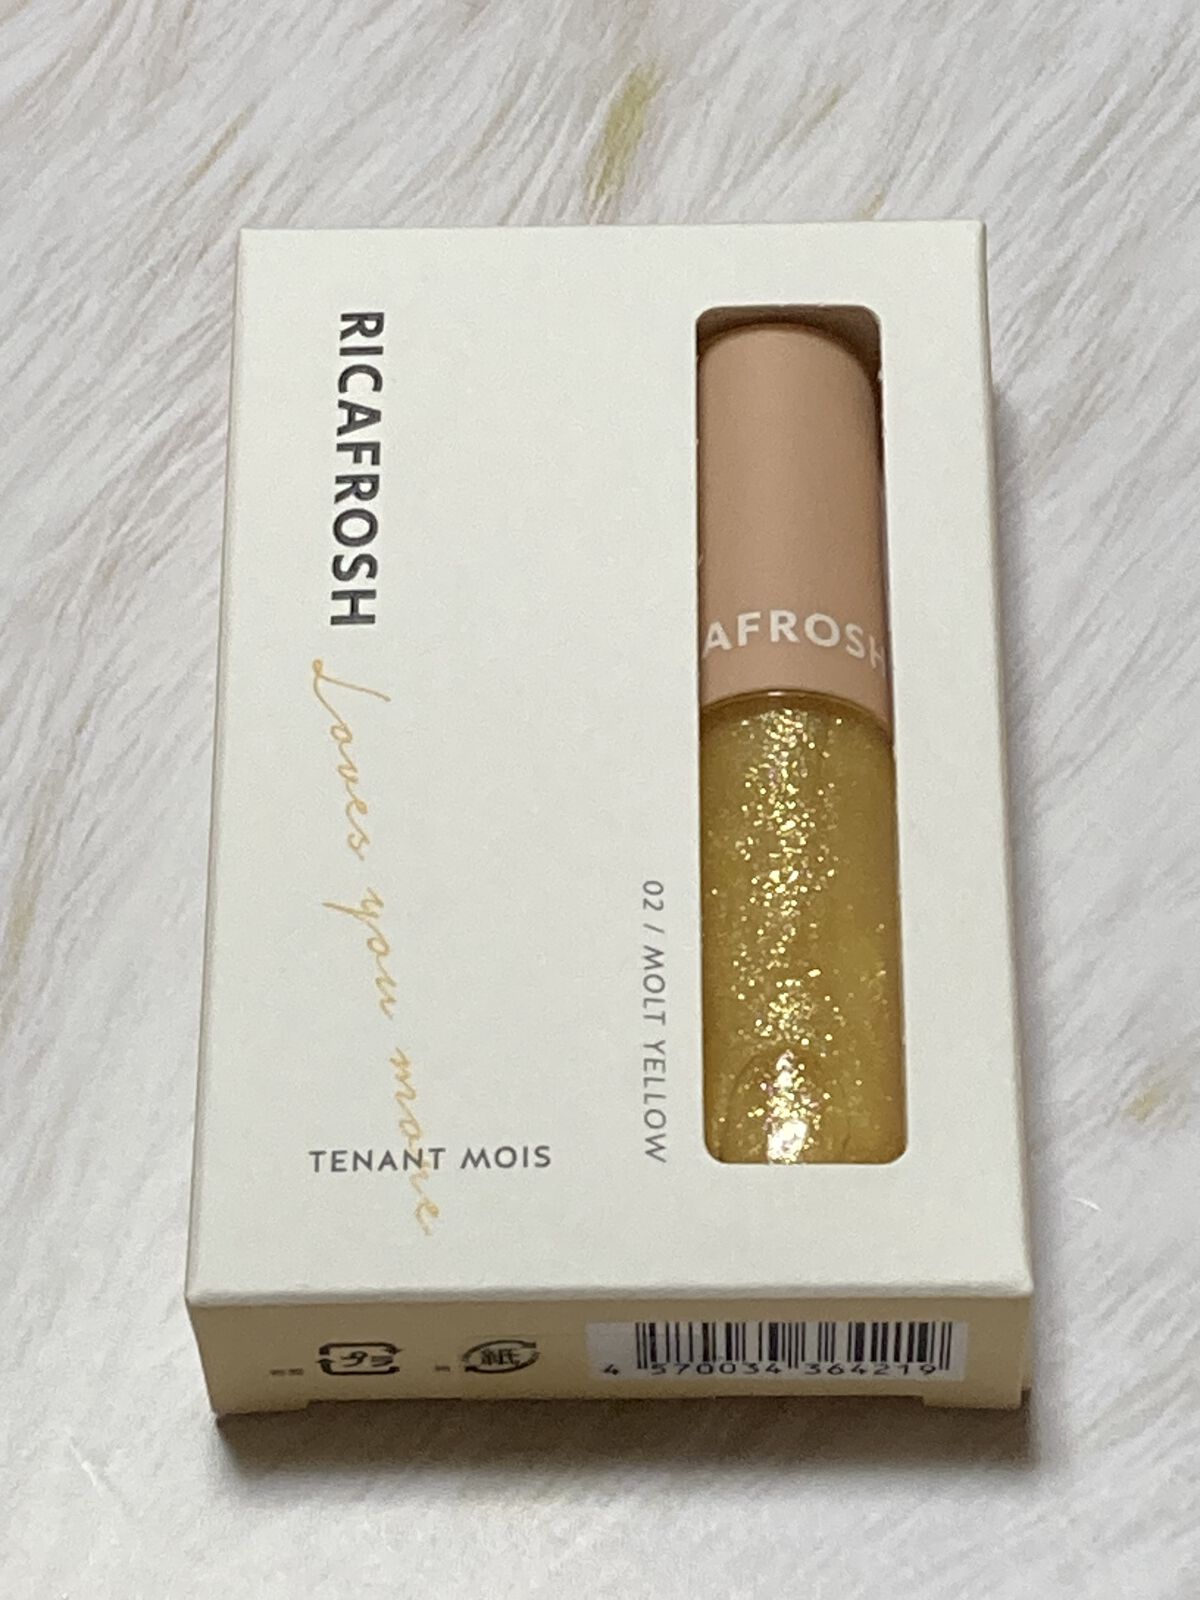 RICAFROSH
Loves you more
TENANT MOIS
02 / MOLT YELLOW
AFROSH
プラ
紙
4 570034 364219